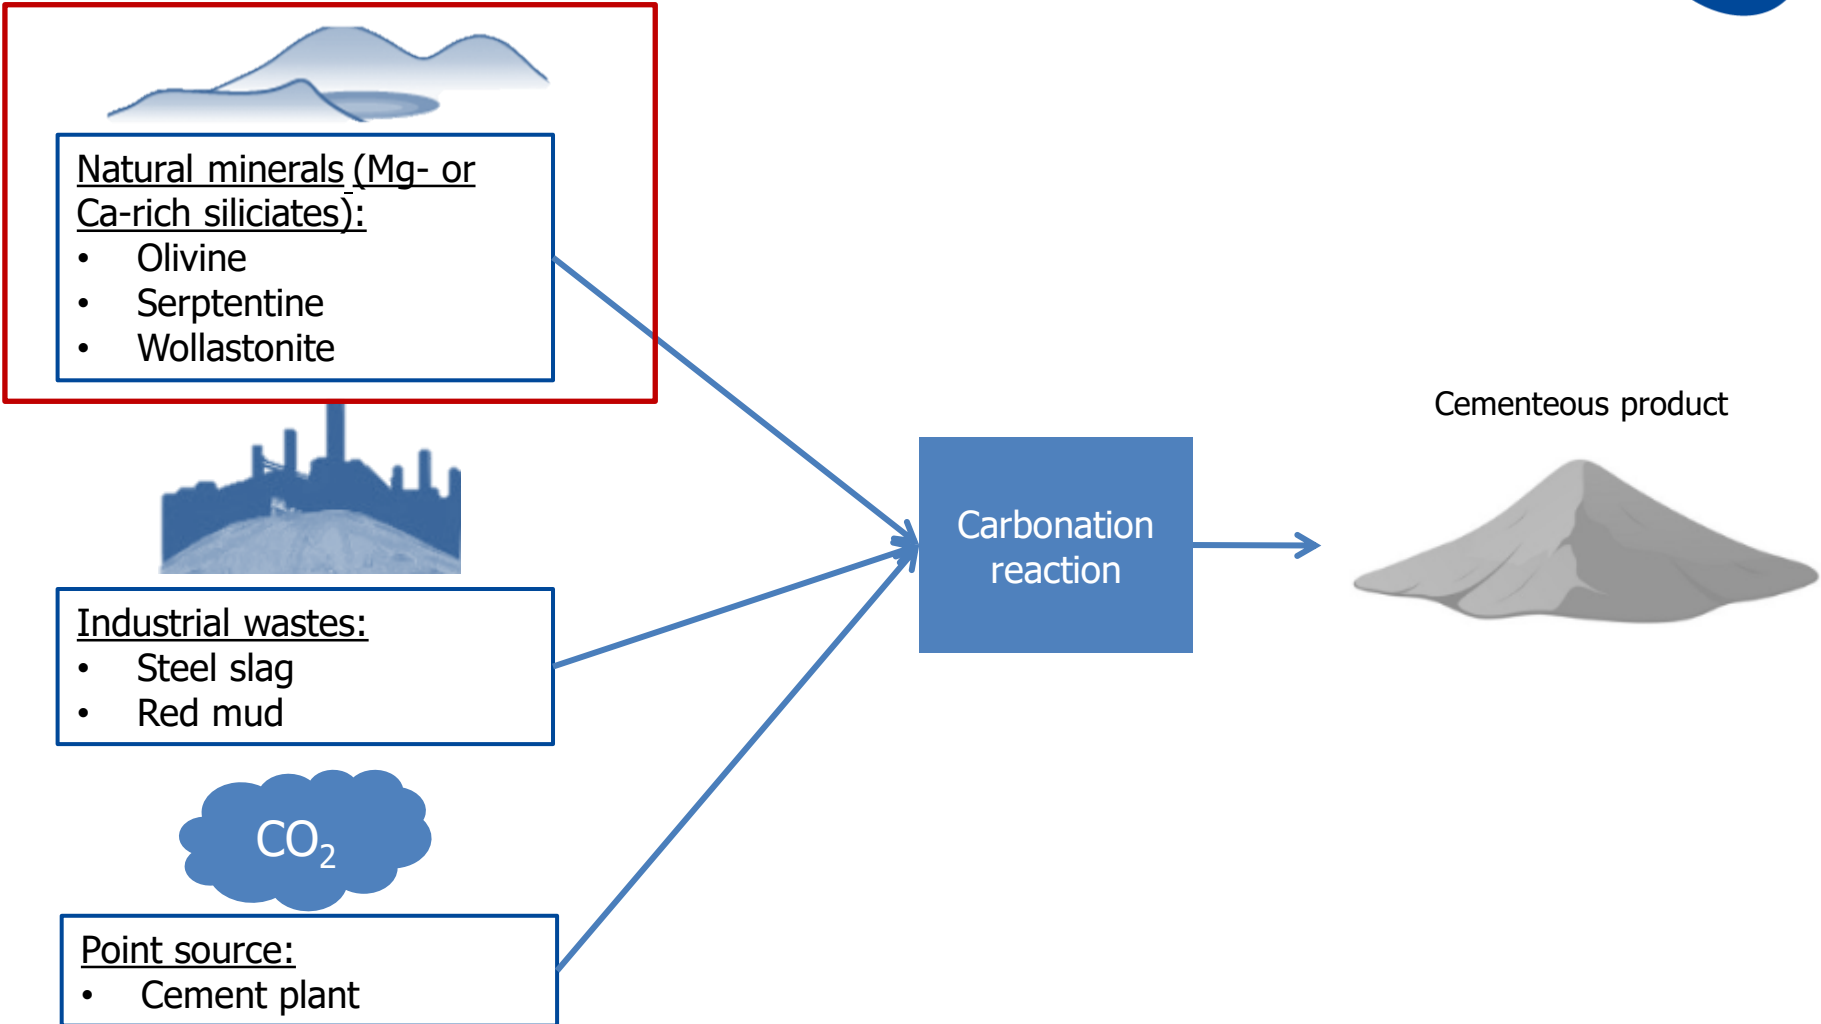 Natural minerals (Mg- or
Ca-rich siliciates):
• Olivine
• Serptentine
• Wollastonite
Industrial wastes:
• Steel slag
• Red mud
CO₂
Point source:
• Cement plant
Carbonation
reaction
Cementeous product